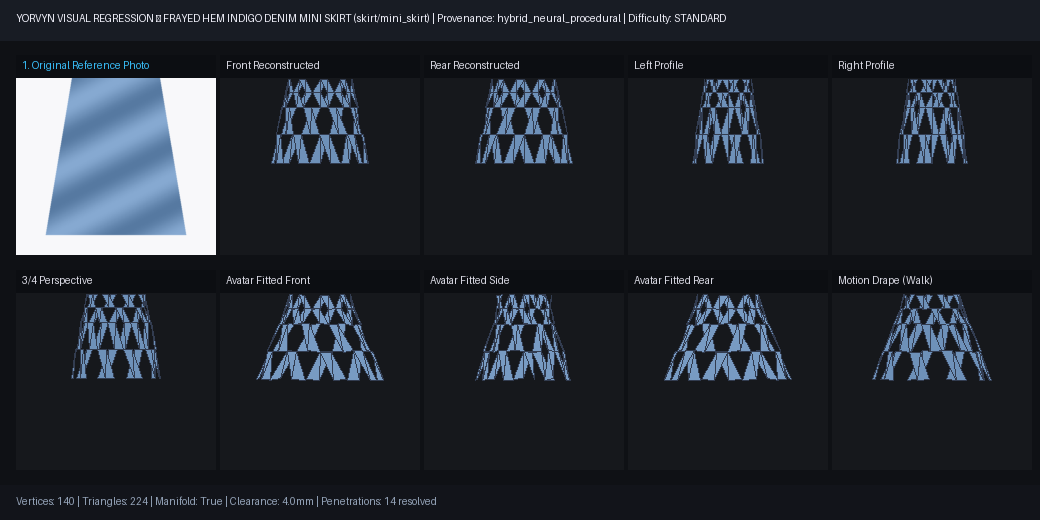 YORVYN VISUAL REGRESSION ▯ FRAYED HEM INDIGO DENIM MINI SKIRT (skirt/mini_skirt) | Provenance: hybrid_neural_procedural | Difficulty: STANDARD
1. Original Reference Photo
Front Reconstructed
Rear Reconstructed
Left Profile
Right Profile
3/4 Perspective
Avatar Fitted Front
Avatar Fitted Side
Avatar Fitted Rear
Motion Drape (Walk)
Vertices: 140 | Triangles: 224 | Manifold: True | Clearance: 4.0mm | Penetrations: 14 resolved